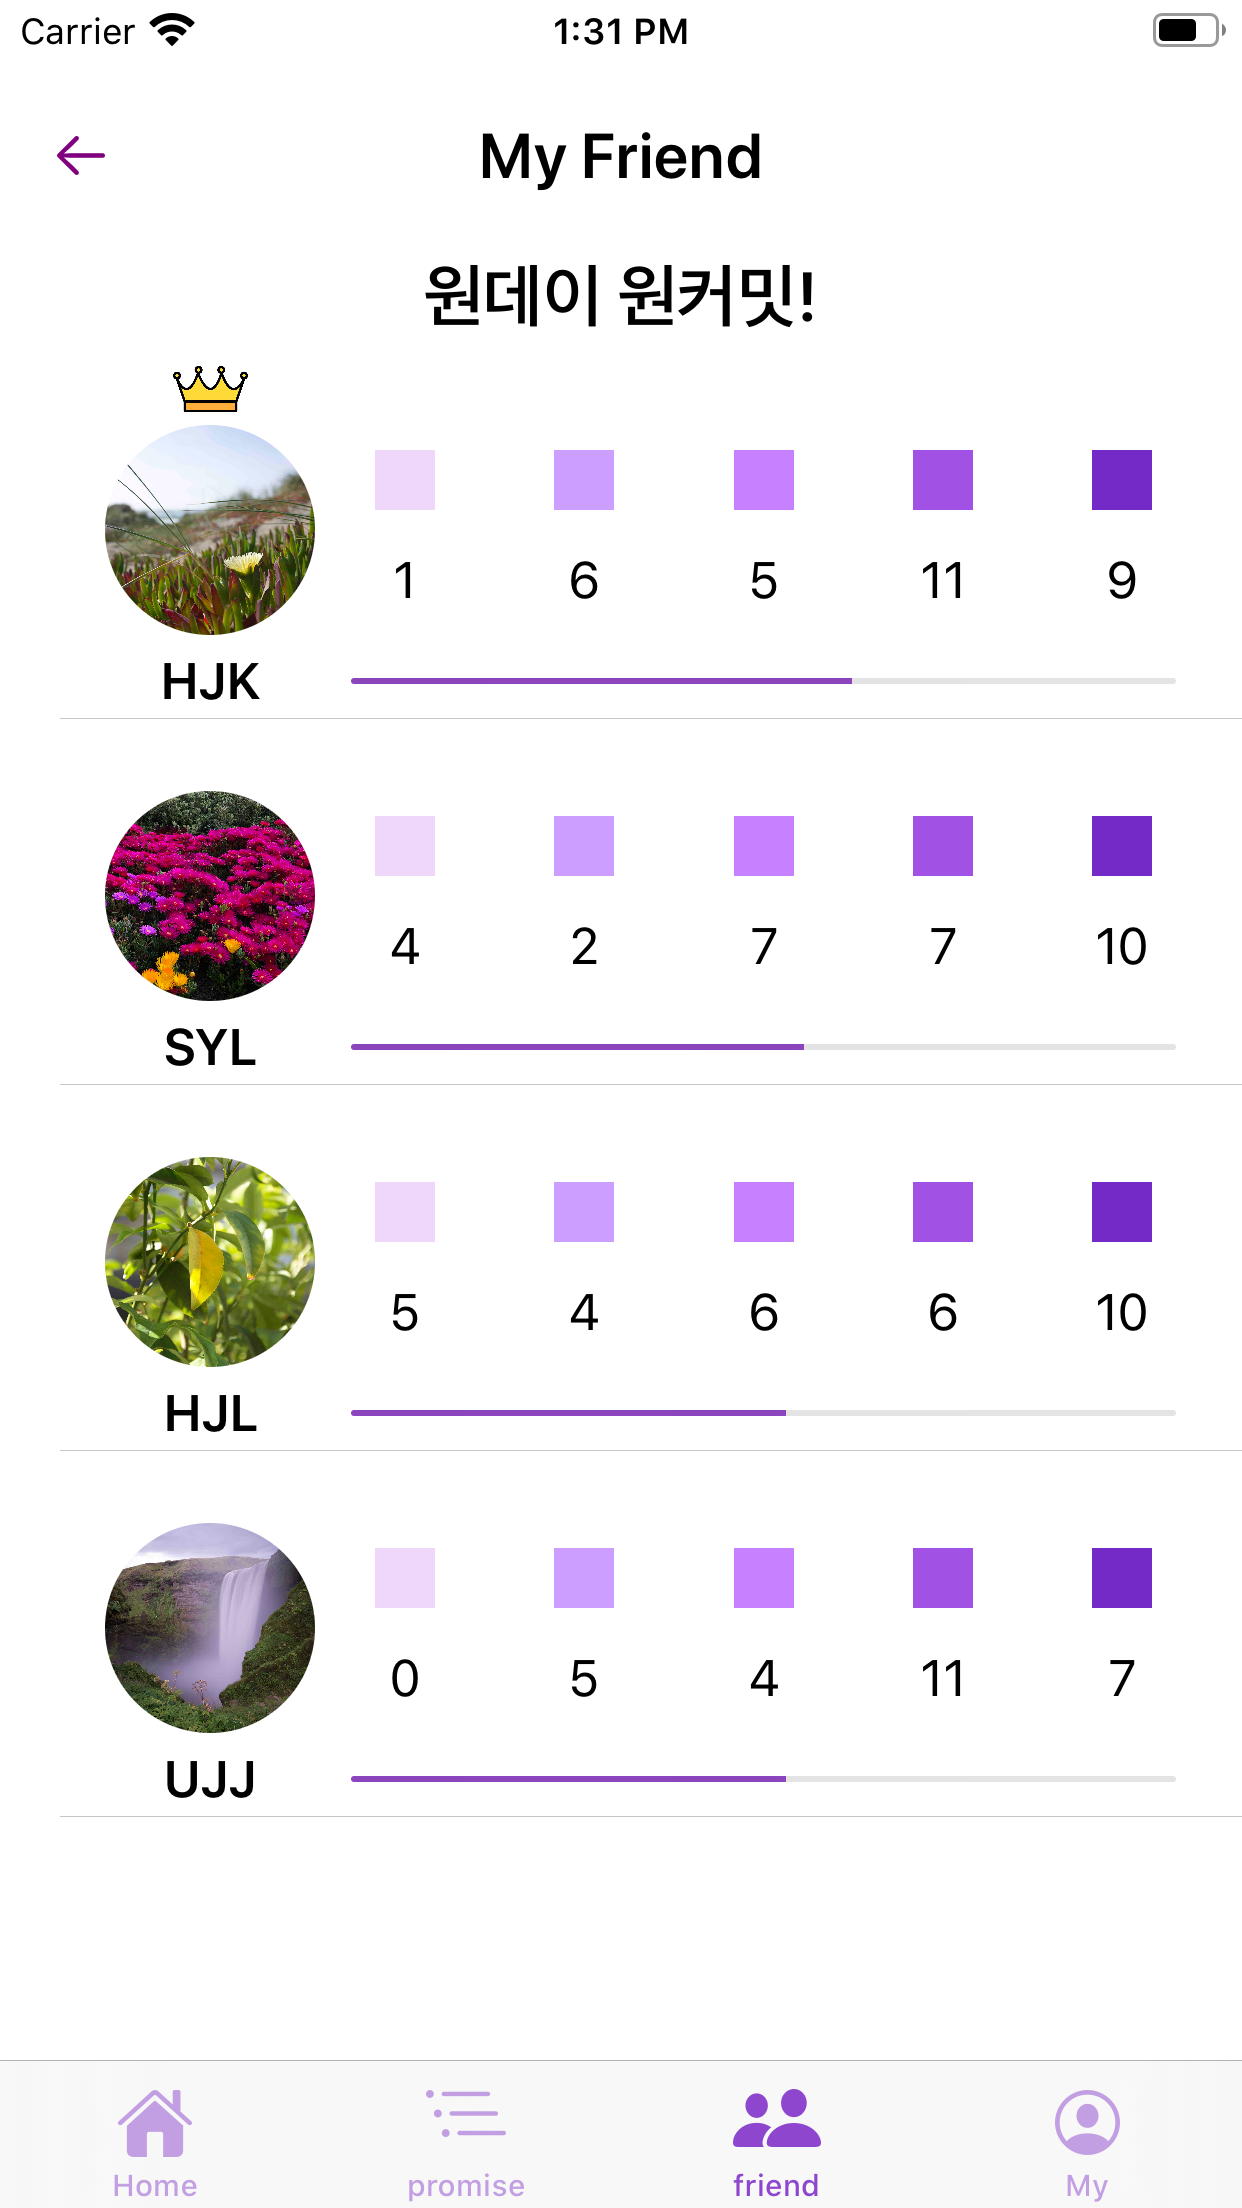 Carrier 1:31 PM
My Friend
원데이 원커밋!
1 6 5 11 9
HJK
4 2 7 7 10
SYL
5 4 6 6 10
HJL
0 5 4 11 7
UJJ
Home promise friend My